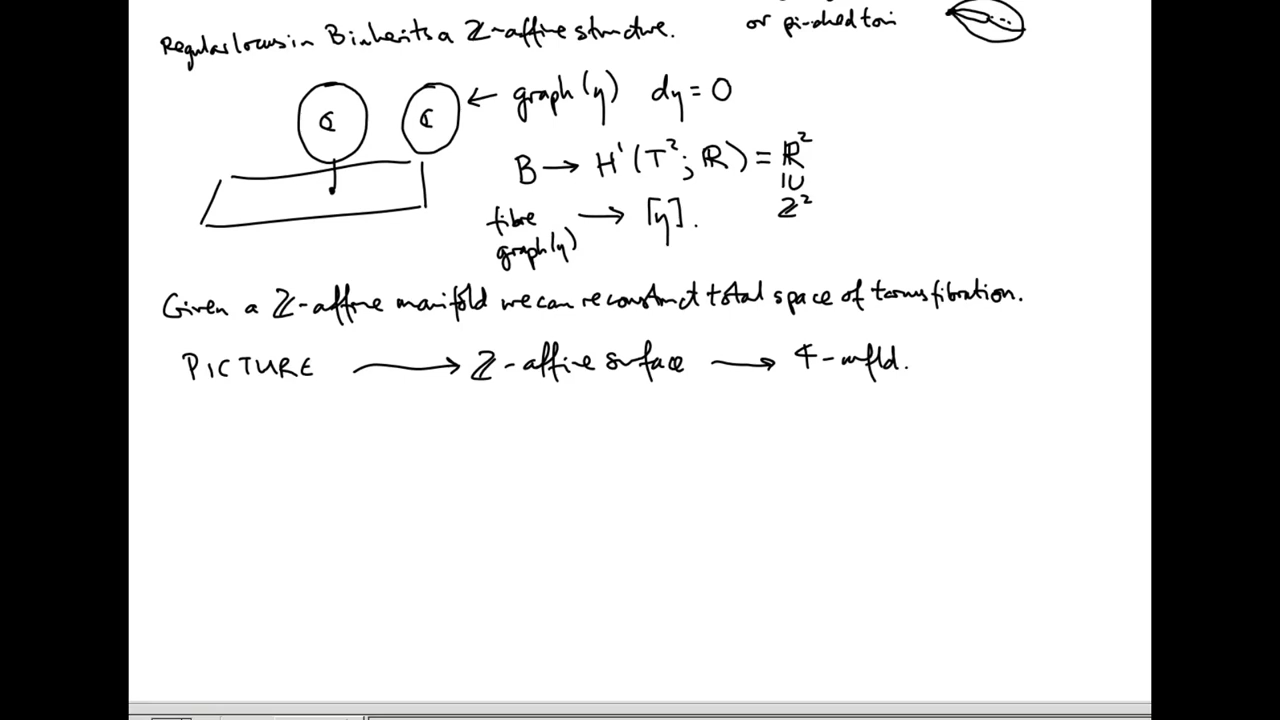 Regular locus in B inherits a ℤ-affine structure. or pinched tori
← graph(η) dη = 0
B → H¹(T²; ℝ) = ℝ²
∪
fibre graph(η) → [η]. ℤ²
Given a ℤ-affine manifold we can reconstruct total space of torus fibration.
PICTURE → ℤ-affine surface → 4-mfld.